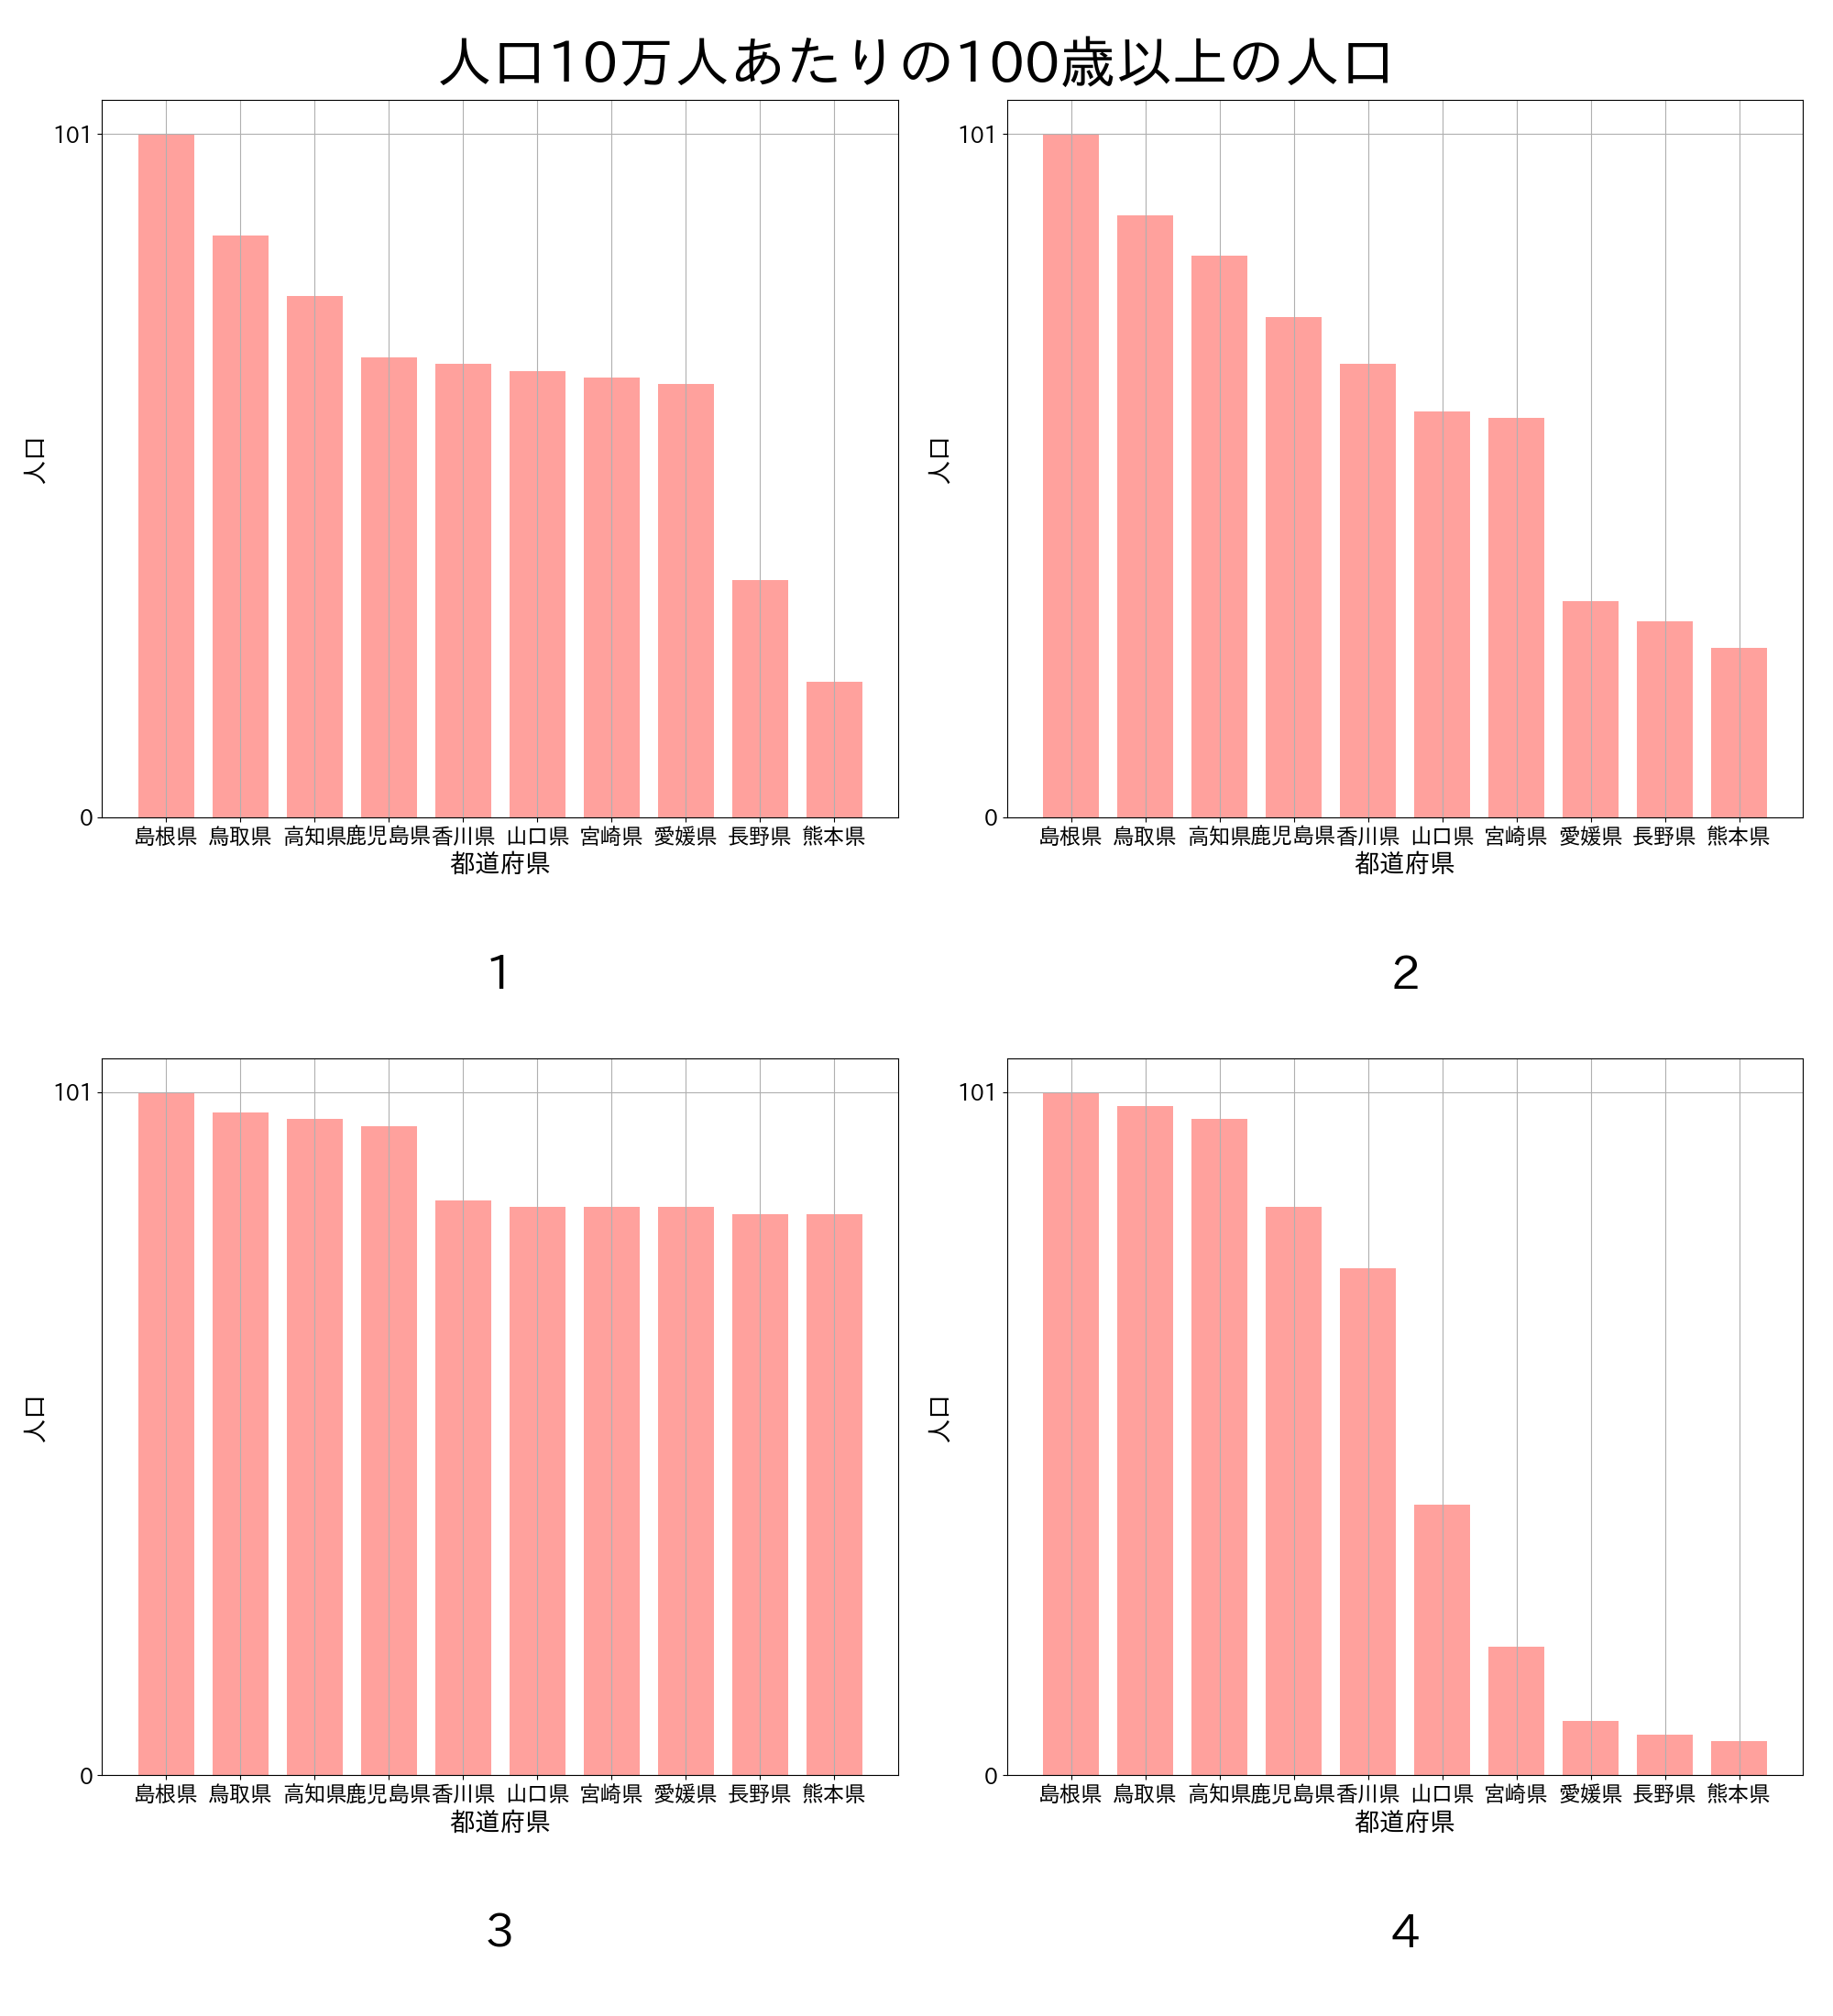 人口10万人あたりの100歳以上の人口
101
0
人口
島根県 鳥取県 高知県 鹿児島県 香川県 山口県 宮崎県 愛媛県 長野県 熊本県
都道府県
1
101
0
人口
島根県 鳥取県 高知県 鹿児島県 香川県 山口県 宮崎県 愛媛県 長野県 熊本県
都道府県
2
101
0
人口
島根県 鳥取県 高知県 鹿児島県 香川県 山口県 宮崎県 愛媛県 長野県 熊本県
都道府県
3
101
0
人口
島根県 鳥取県 高知県 鹿児島県 香川県 山口県 宮崎県 愛媛県 長野県 熊本県
都道府県
4